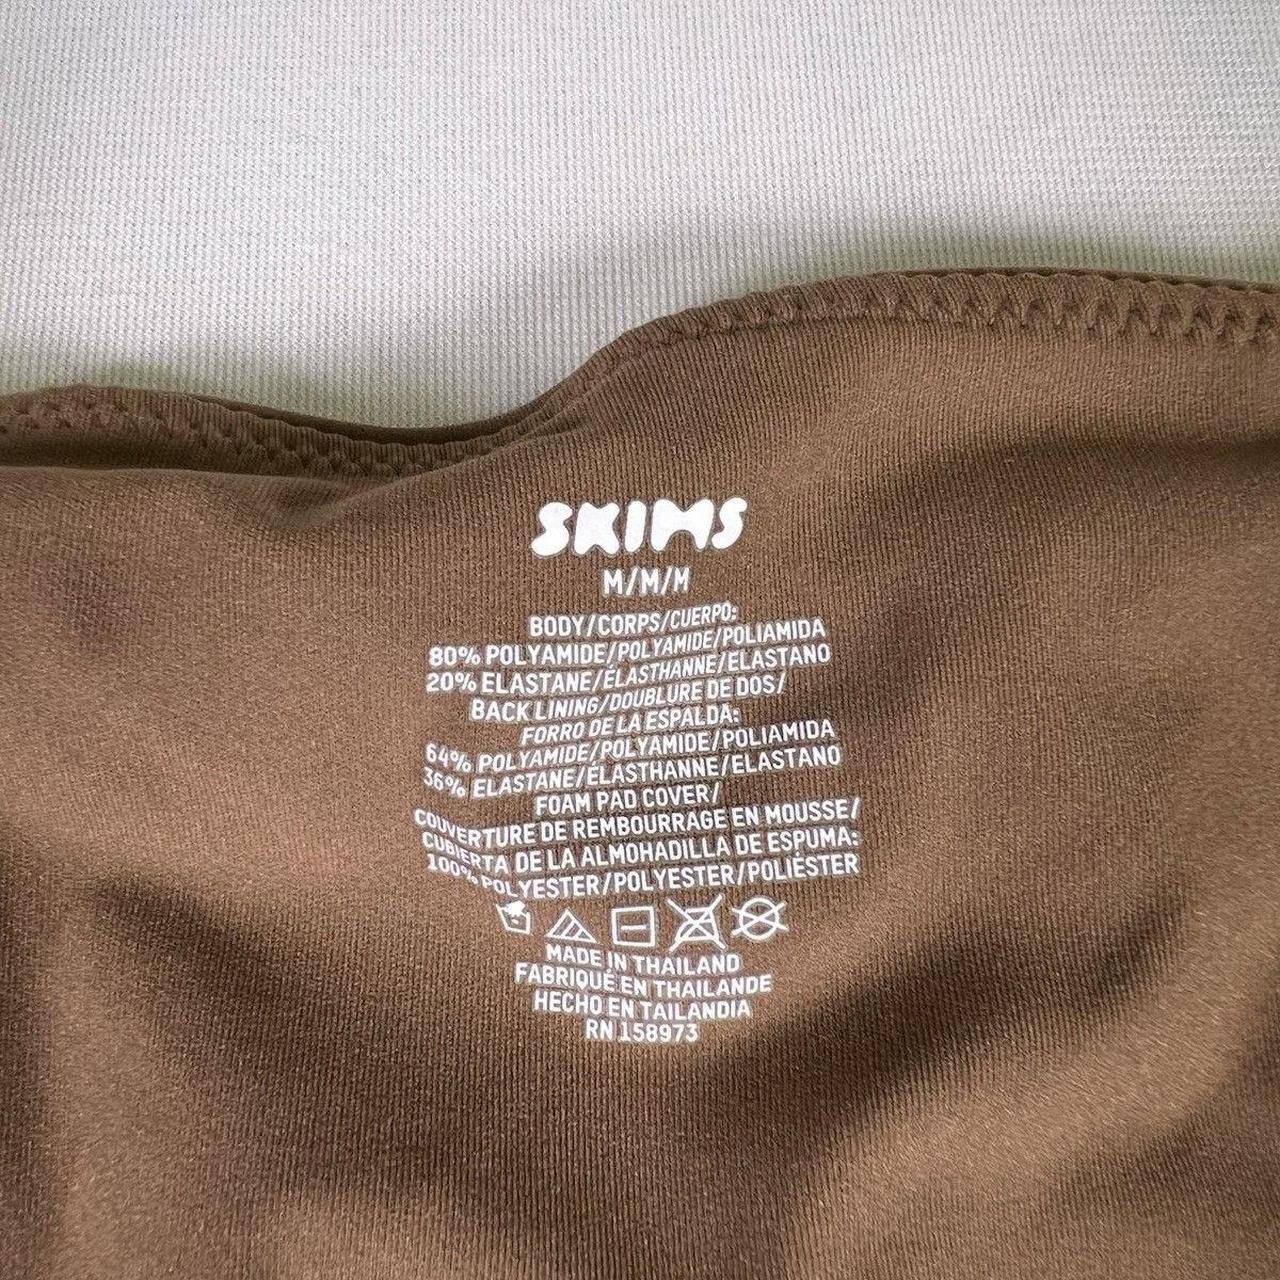 SKIMS
M/M/M
BODY/CORPS/CUERPO:
80% POLYAMIDE/POLYAMIDE/POLIAMIDA
20% ELASTANE/ÉLASTHANNE/ELASTANO
BACK LINING/DOUBLURE DE DOS/
FORRO DE LA ESPALDA:
64% POLYAMIDE/POLYAMIDE/POLIAMIDA
36% ELASTANE/ÉLASTHANNE/ELASTANO
FOAM PAD COVER/
COUVERTURE DE REMBOURRAGE EN MOUSSE/
CUBIERTA DE LA ALMOHADILLA DE ESPUMA:
100% POLYESTER/POLYESTER/POLIÉSTER
MADE IN THAILAND
FABRIQUÉ EN THAILANDE
HECHO EN TAILANDIA
RN 158973